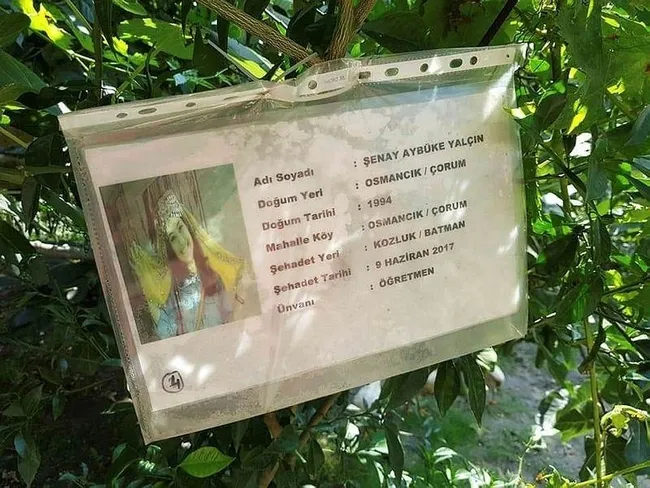 Adı Soyadı : ŞENAY AYBÜKE YALÇIN
Doğum Yeri : OSMANCIK / ÇORUM
Doğum Tarihi : 1994
Mahalle Köy : OSMANCIK / ÇORUM
Şehadet Yeri : KOZLUK / BATMAN
Şehadet Tarihi : 9 HAZİRAN 2017
Ünvanı : ÖĞRETMEN
14